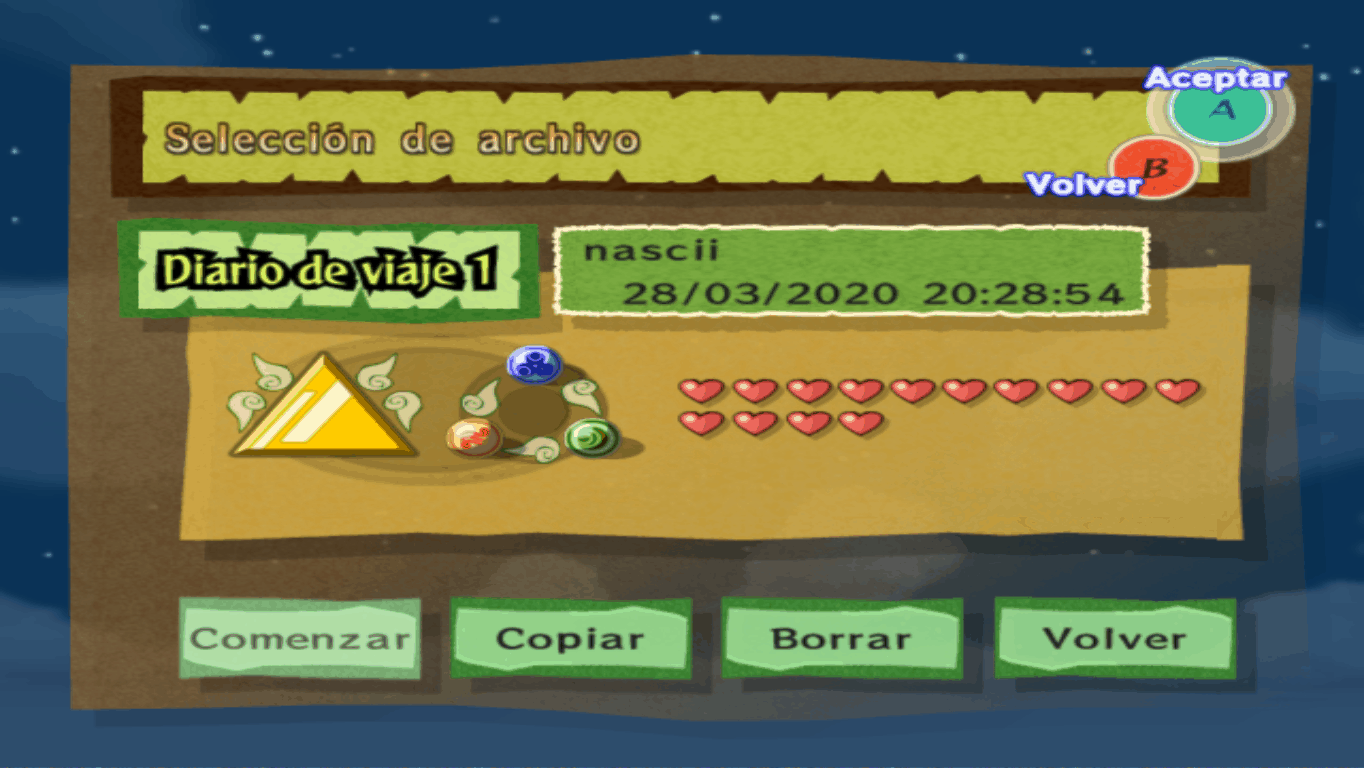 Aceptar
A
Selección de archivo
B
Volver
Diario de viaje 1
nascii
28/03/2020 20:28:54
Comenzar
Copiar
Borrar
Volver